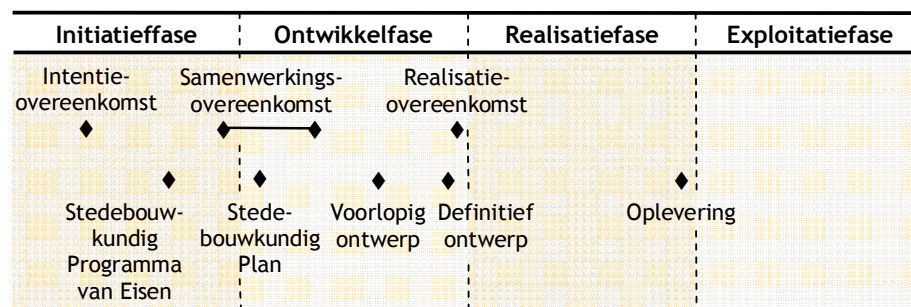 Initiatieffase Ontwikkelfase Realisatiefase Exploitatiefase
Intentie-
overeenkomst
Samenwerkings-
overeenkomst
Realisatie-
overeenkomst
Stedebouw-
kundig
Programma
van Eisen
Stede-
bouwkundig
Plan
Voorlopig
ontwerp
Definitief
ontwerp
Oplevering